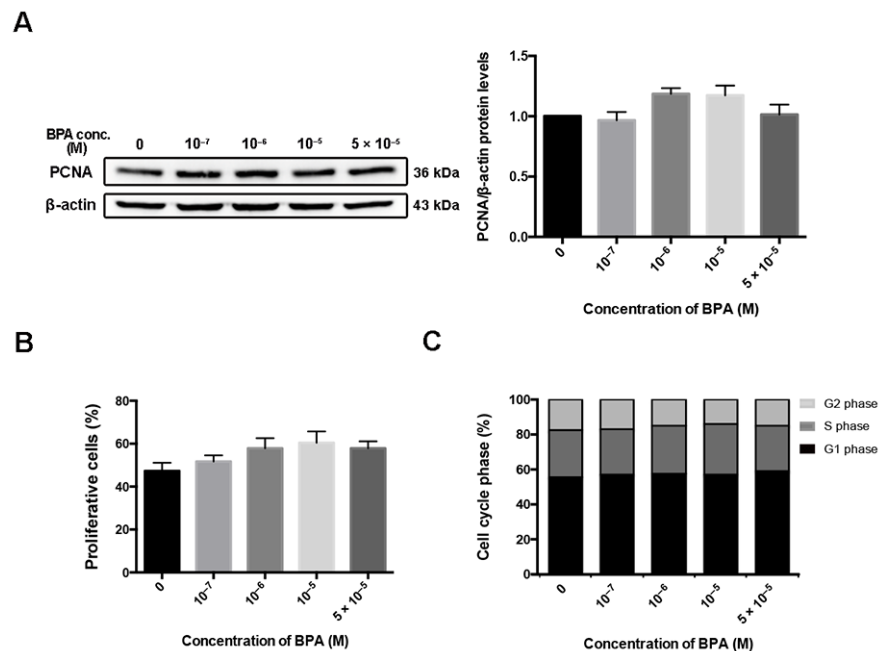 A
BPA conc.
(M)
0 10⁻⁷ 10⁻⁶ 10⁻⁵ 5 × 10⁻⁵
PCNA 36 kDa
β-actin 43 kDa
PCNA/β-actin protein levels
1.5
1.0
0.5
0.0
0 10⁻⁷ 10⁻⁶ 10⁻⁵ 5 × 10⁻⁵
Concentration of BPA (M)
B
Proliferative cells (%)
80
60
40
20
0
0 10⁻⁷ 10⁻⁶ 10⁻⁵ 5 × 10⁻⁵
Concentration of BPA (M)
C
Cell cycle phase (%)
100
80
60
40
20
0
0 10⁻⁷ 10⁻⁶ 10⁻⁵ 5 × 10⁻⁵
Concentration of BPA (M)
G2 phase
S phase
G1 phase